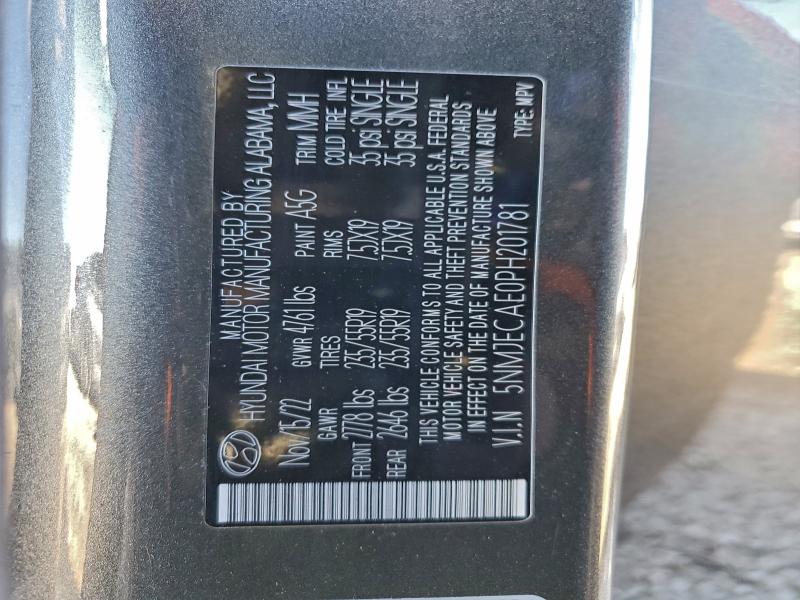 MANUFACTURED BY
HYUNDAI MOTOR MANUFACTURING ALABAMA, LLC
Nov/15/22 GVWR 4761lbs PAINT A5G TRIM MMH
GAWR TIRES RIMS COLD TIRE INFL
FRONT 2778 lbs 235/55R19 7.5JX19 35 psi SINGLE
REAR 2646 lbs 235/55R19 7.5JX19 35 psi SINGLE
THIS VEHICLE CONFORMS TO ALL APPLICABLE U.S.A. FEDERAL
MOTOR VEHICLE SAFETY AND THEFT PREVENTION STANDARDS
IN EFFECT ON THE DATE OF MANUFACTURE SHOWN ABOVE
V.I.N 5NMJECAE0PH201781 TYPE: MPV